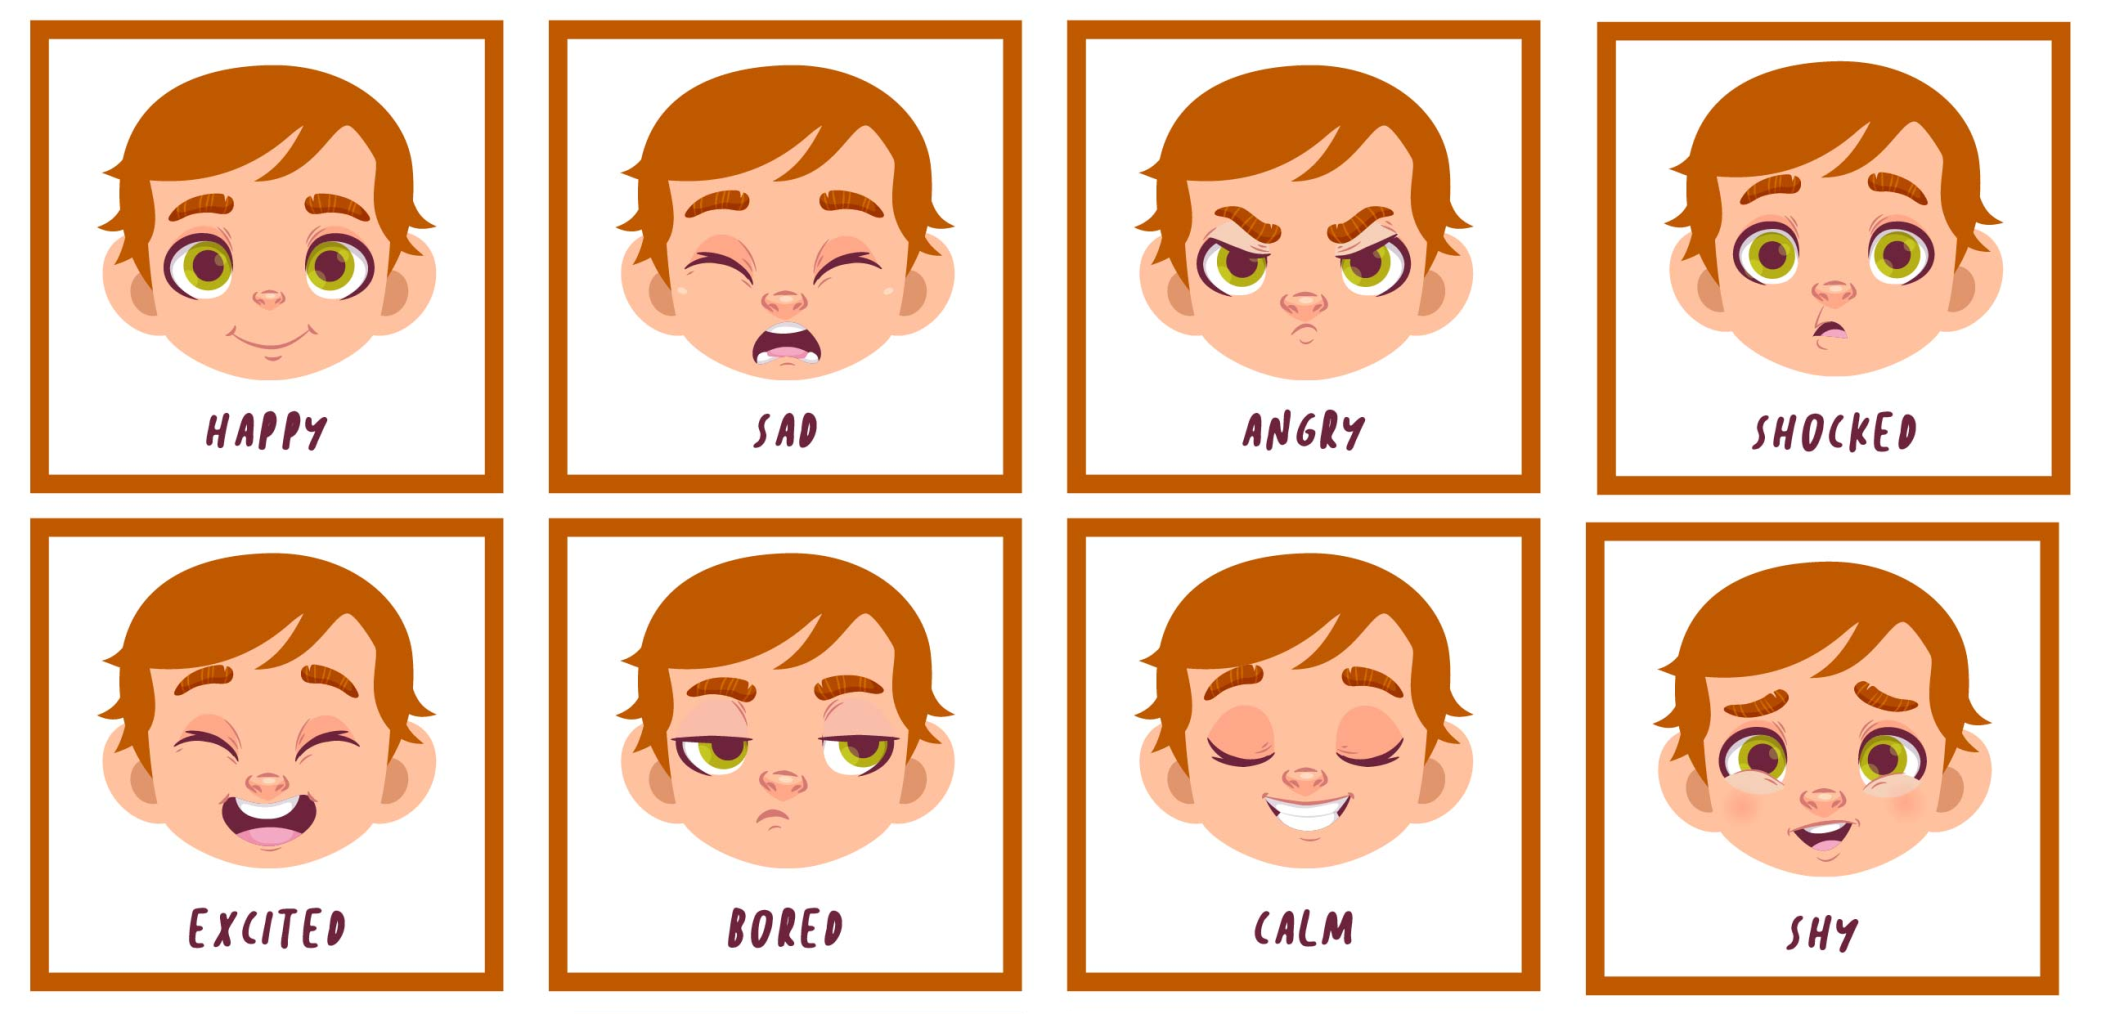 HAPPY
SAD
ANGRY
SHOCKED
EXCITED
BORED
CALM
SHY